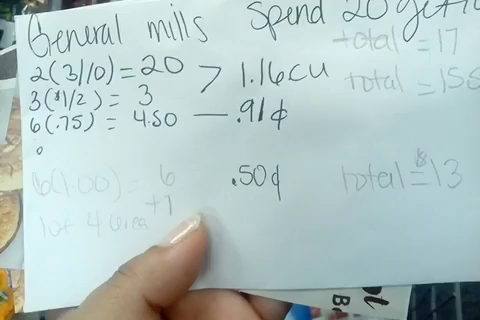 General mills Spend 20 get
total = 17
2(3/10) = 20 > 1.16 cu
total = 155
3($1/2) = 3
6(.75) = 4.50 — .91¢
6(1.00) = 6 .50¢ total = 13
+1